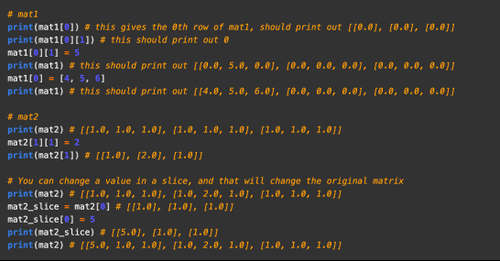 # mat1
print(mat1[0]) # this gives the 0th row of mat1, should print out [[0.0], [0.0], [0.0]]
print(mat1[0][1]) # this should print out 0
mat1[0][1] = 5
print(mat1) # this should print out [[0.0, 5.0, 0.0], [0.0, 0.0, 0.0], [0.0, 0.0, 0.0]]
mat1[0] = [4, 5, 6]
print(mat1) # this should print out [[4.0, 5.0, 6.0], [0.0, 0.0, 0.0], [0.0, 0.0, 0.0]]
# mat2
print(mat2) # [[1.0, 1.0, 1.0], [1.0, 1.0, 1.0], [1.0, 1.0, 1.0]]
mat2[1][1] = 2
print(mat2[1]) # [[1.0], [2.0], [1.0]]
# You can change a value in a slice, and that will change the original matrix
print(mat2) # [[1.0, 1.0, 1.0], [1.0, 2.0, 1.0], [1.0, 1.0, 1.0]]
mat2_slice = mat2[0] # [[1.0], [1.0], [1.0]]
mat2_slice[0] = 5
print(mat2_slice) # [[5.0], [1.0], [1.0]]
print(mat2) # [[5.0, 1.0, 1.0], [1.0, 2.0, 1.0], [1.0, 1.0, 1.0]]